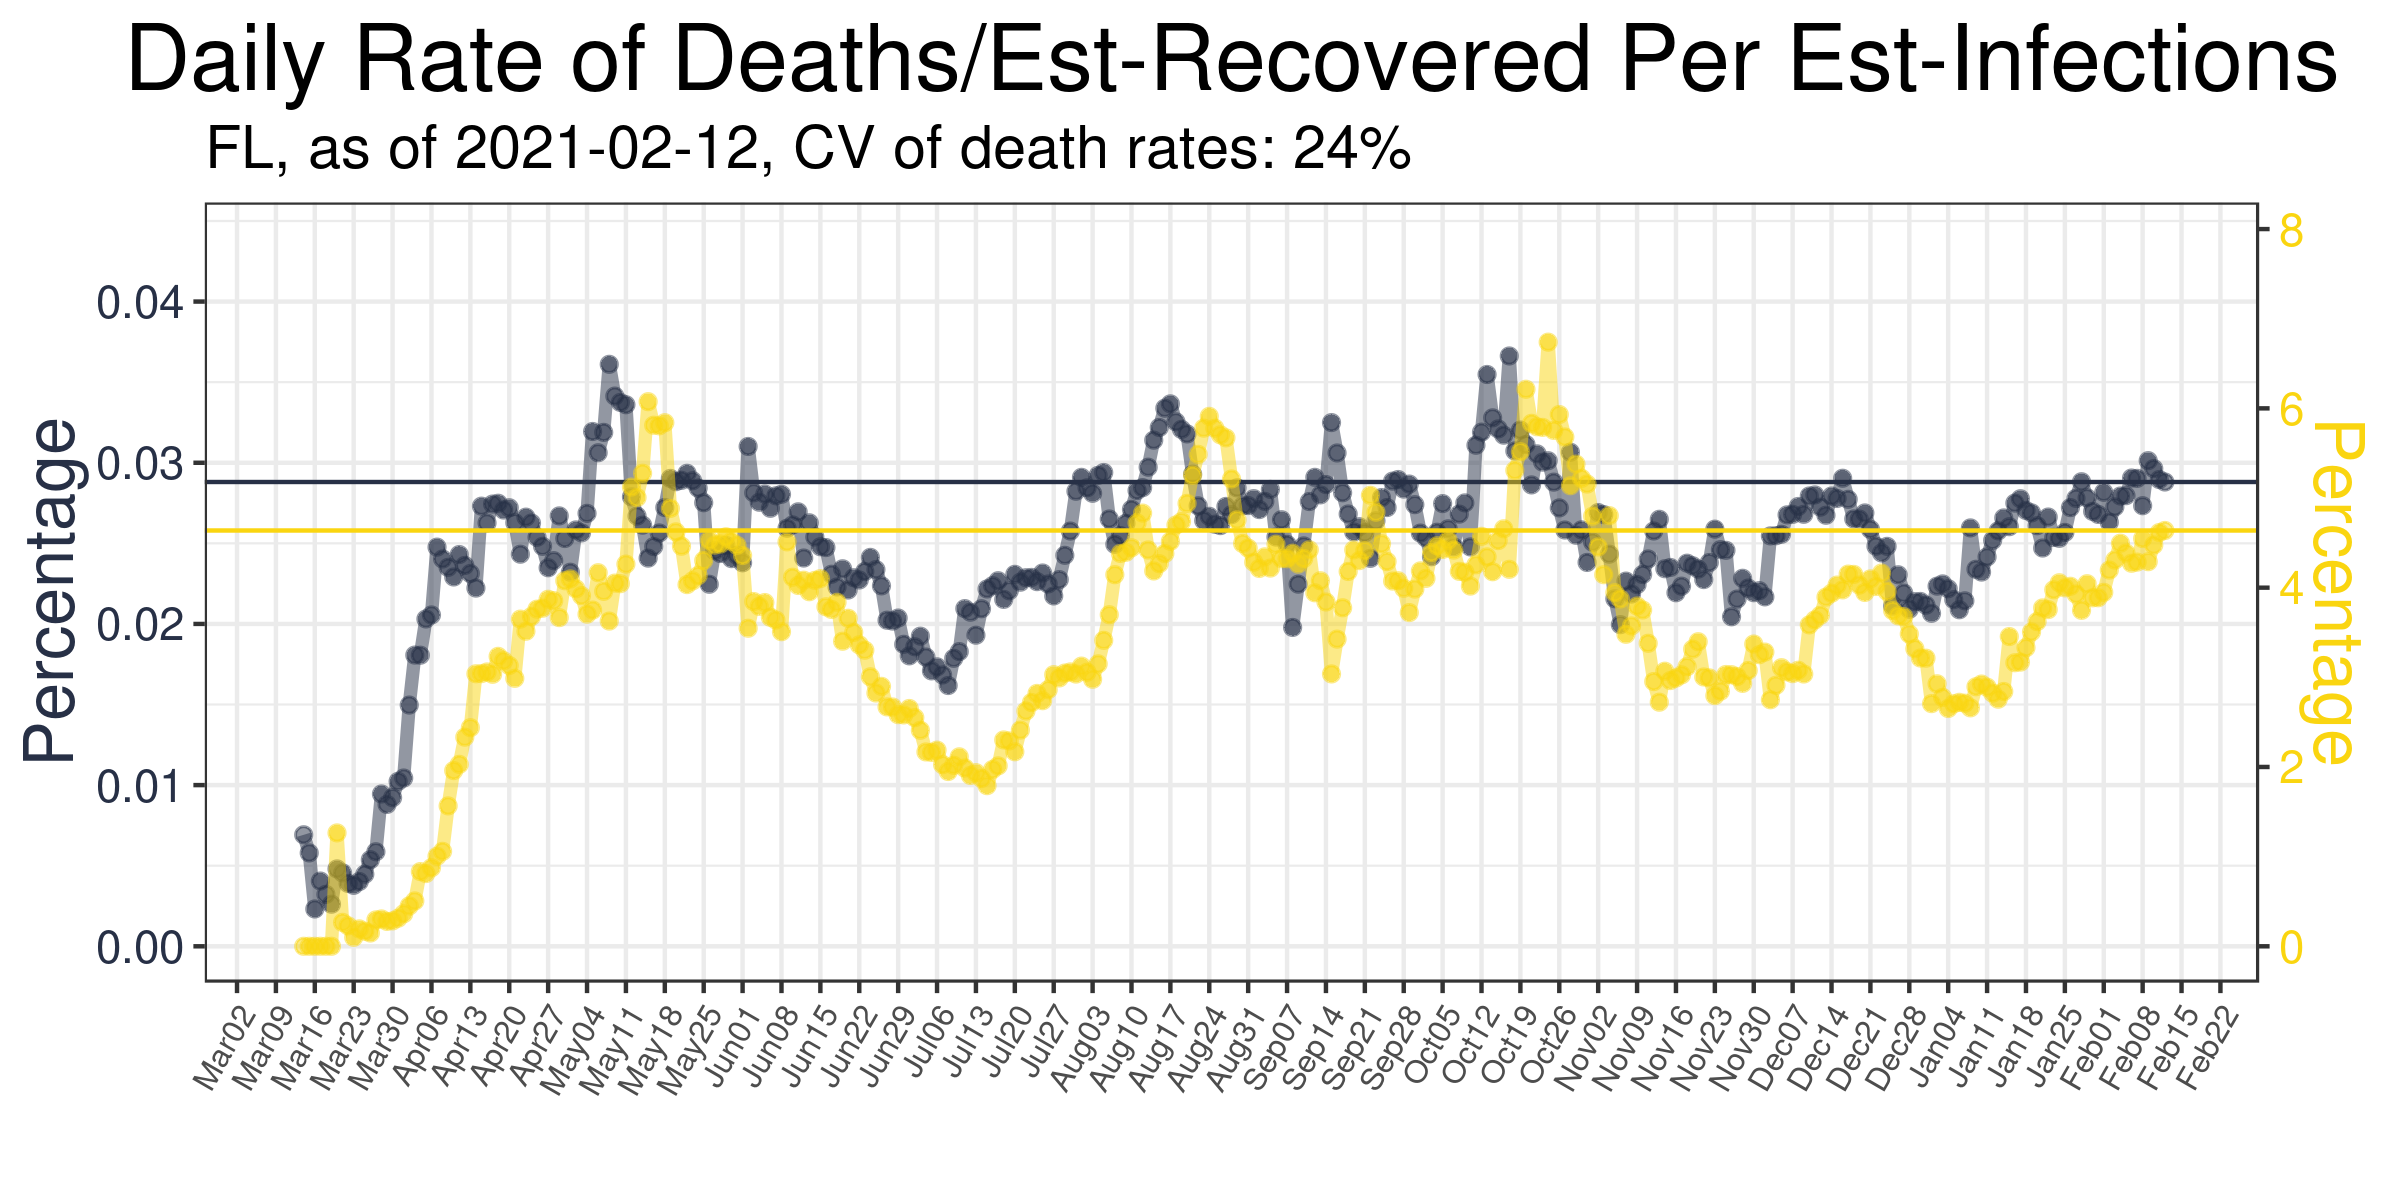 Daily Rate of Deaths/Est-Recovered Per Est-Infections
FL, as of 2021-02-12, CV of death rates: 24%
Percentage
0.04
0.03
0.02
0.01
0.00
8
6
4
2
0
Percentage
Mar02
Mar09
Mar16
Mar23
Mar30
Apr06
Apr13
Apr20
Apr27
May04
May11
May18
May25
Jun01
Jun08
Jun15
Jun22
Jun29
Jul06
Jul13
Jul20
Jul27
Aug03
Aug10
Aug17
Aug24
Aug31
Sep07
Sep14
Sep21
Sep28
Oct05
Oct12
Oct19
Oct26
Nov02
Nov09
Nov16
Nov23
Nov30
Dec07
Dec14
Dec21
Dec28
Jan04
Jan11
Jan18
Jan25
Feb01
Feb08
Feb15
Feb22